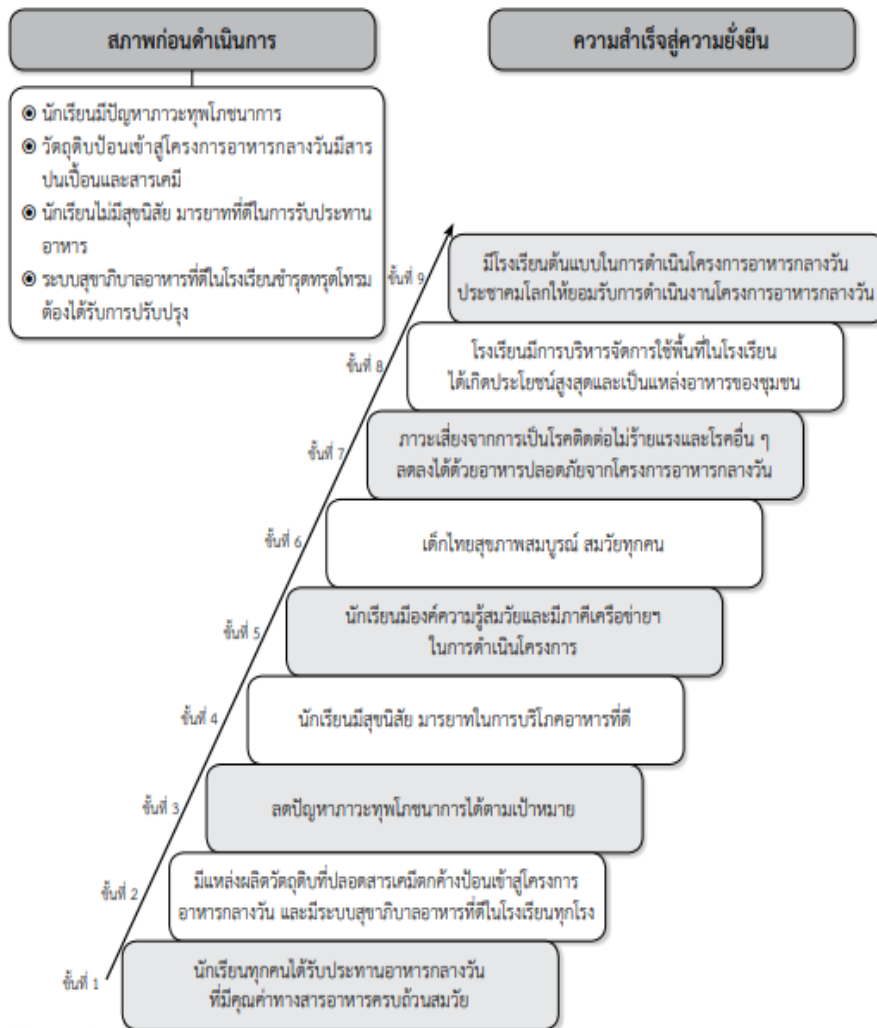 สภาพก่อนดำเนินการ
ความสำเร็จสู่ความยั่งยืน
◉ นักเรียนมีปัญหาภาวะทุพโภชนาการ
◉ วัตถุดิบป้อนเข้าสู่โครงการอาหารกลางวันมีสาร
ปนเปื้อนและสารเคมี
◉ นักเรียนไม่มีสุขนิสัย มารยาทที่ดีในการรับประทาน
อาหาร
◉ ระบบสุขาภิบาลอาหารที่ดีในโรงเรียนชำรุดทรุดโทรม
ต้องได้รับการปรับปรุง
ขั้นที่ 9
มีโรงเรียนต้นแบบในการดำเนินโครงการอาหารกลางวัน
ประชาคมโลกให้ยอมรับการดำเนินงานโครงการอาหารกลางวัน
ขั้นที่ 8
โรงเรียนมีการบริหารจัดการใช้พื้นที่ในโรงเรียน
ได้เกิดประโยชน์สูงสุดและเป็นแหล่งอาหารของชุมชน
ขั้นที่ 7
ภาวะเสี่ยงจากการเป็นโรคติดต่อไม่ร้ายแรงและโรคอื่น ๆ
ลดลงได้ด้วยอาหารปลอดภัยจากโครงการอาหารกลางวัน
ขั้นที่ 6
เด็กไทยสุขภาพสมบูรณ์ สมวัยทุกคน
ขั้นที่ 5
นักเรียนมีองค์ความรู้สมวัยและมีภาคีเครือข่ายฯ
ในการดำเนินโครงการ
ขั้นที่ 4
นักเรียนมีสุขนิสัย มารยาทในการบริโภคอาหารที่ดี
ขั้นที่ 3
ลดปัญหาภาวะทุพโภชนาการได้ตามเป้าหมาย
ขั้นที่ 2
มีแหล่งผลิตวัตถุดิบที่ปลอดสารเคมีตกค้างป้อนเข้าสู่โครงการ
อาหารกลางวัน และมีระบบสุขาภิบาลอาหารที่ดีในโรงเรียนทุกโรง
ขั้นที่ 1
นักเรียนทุกคนได้รับประทานอาหารกลางวัน
ที่มีคุณค่าทางสารอาหารครบถ้วนสมวัย